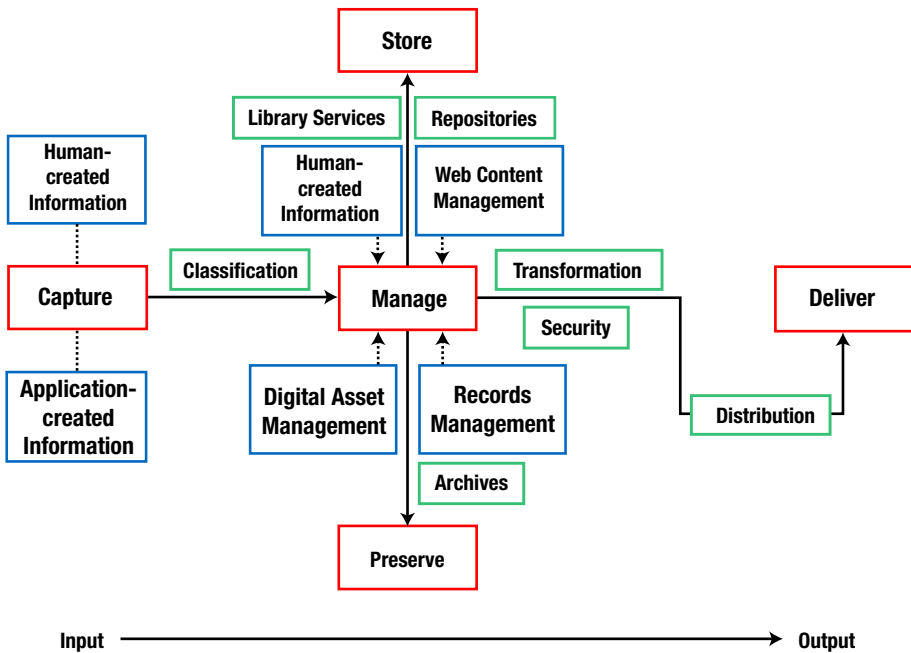 Store
Library Services
Repositories
Human-
created
Information
Human-
created
Information
Web Content
Management
Classification
Transformation
Capture
Manage
Deliver
Security
Application-
created
Information
Digital Asset
Management
Records
Management
Distribution
Archives
Preserve
Input
Output